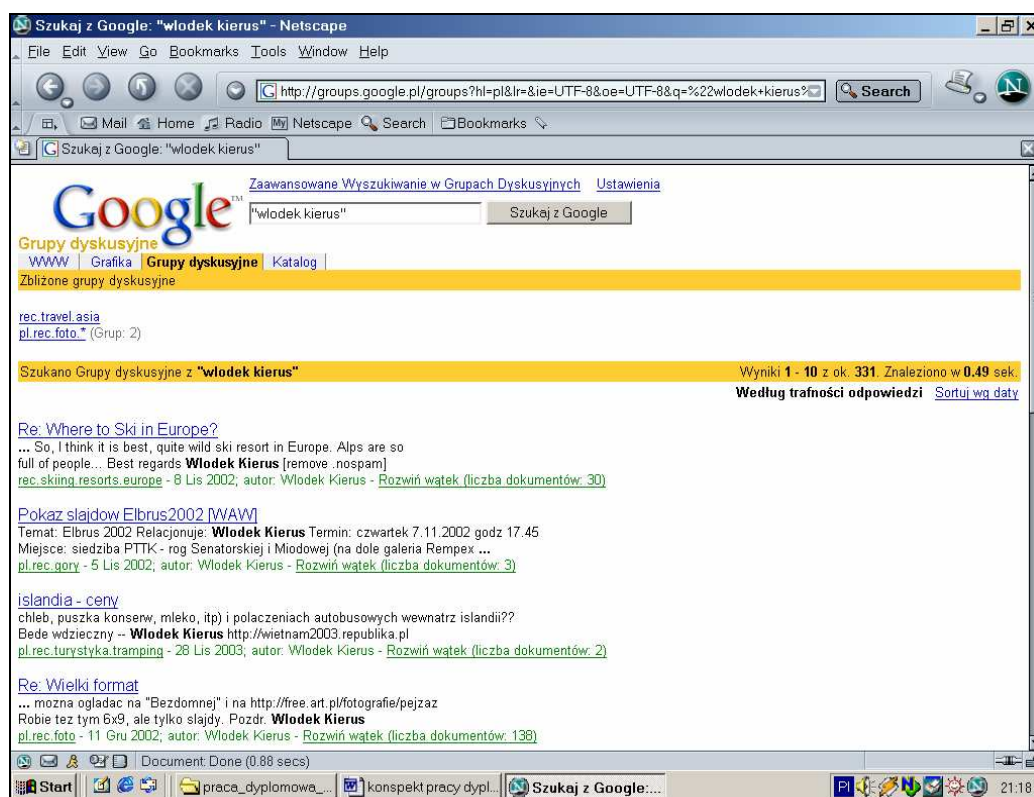 Szukaj z Google: "wlodek kierus" - Netscape
File Edit View Go Bookmarks Tools Window Help
http://groups.google.pl/groups?hl=pl&lr=&ie=UTF-8&oe=UTF-8&q=%22wlodek+kierus% Search
Mail Home Radio My Netscape Search Bookmarks
Szukaj z Google: "wlodek kierus"
Google TM
Zaawansowane Wyszukiwanie w Grupach Dyskusyjnych Ustawienia
"wlodek kierus" Szukaj z Google
Grupy dyskusyjne
WWW Grafika Grupy dyskusyjne Katalog
Zbliżone grupy dyskusyjne
rec.travel.asia
pl.rec.foto.* (Grup: 2)
Szukano Grupy dyskusyjne z "wlodek kierus" Wyniki 1 - 10 z ok. 331. Znaleziono w 0.49 sek.
Według trafności odpowiedzi Sortuj wg daty
Re: Where to Ski in Europe?
... So, I think it is best, quite wild ski resort in Europe. Alps are so
full of people... Best regards Wlodek Kierus [remove .nospam]
rec.skiing.resorts.europe - 8 Lis 2002; autor: Wlodek Kierus - Rozwiń wątek (liczba dokumentów: 30)
Pokaz slajdow Elbrus2002 [WAW]
Temat: Elbrus 2002 Relacjonuje: Wlodek Kierus Termin: czwartek 7.11.2002 godz 17.45
Miejsce: siedziba PTTK - rog Senatorskiej i Miodowej (na dole galeria Rempex ...
pl.rec.gory - 5 Lis 2002; autor: Wlodek Kierus - Rozwiń wątek (liczba dokumentów: 3)
islandia - ceny
chleb, puszka konserw, mleko, itp) i polaczeniach autobusowych wewnatrz islandii??
Bede wdzieczny -- Wlodek Kierus http://wietnam2003.republika.pl
pl.rec.turystyka.tramping - 28 Lis 2003; autor: Wlodek Kierus - Rozwiń wątek (liczba dokumentów: 2)
Re: Wielki format
... mozna ogladac na "Bezdomnej" i na http://free.art.pl/fotografie/pejzaz
Robie tez tym 6x9, ale tylko slajdy. Pozdr. Wlodek Kierus
pl.rec.foto - 11 Gru 2002; autor: Wlodek Kierus - Rozwiń wątek (liczba dokumentów: 138)
Document: Done (0.88 secs)
Start praca_dyplomowa_... konspekt pracy dypl... Szukaj z Google:... Pl 21:18